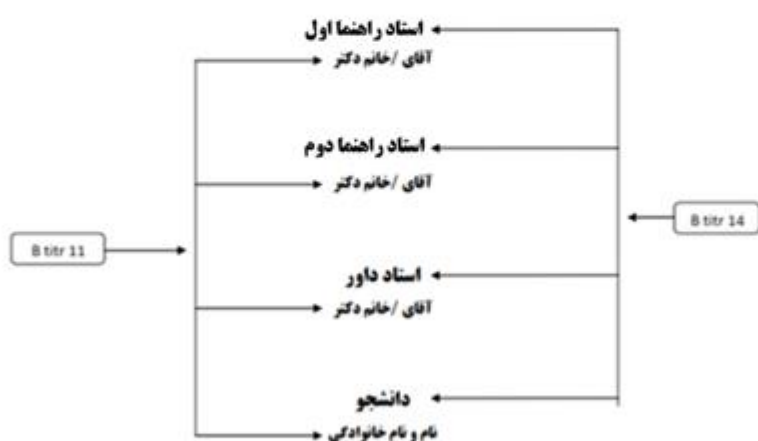 استاد راهنما اول
آقای /خانم دکتر
استاد راهنما دوم
آقای /خانم دکتر
B titr 14
B titr 11
استاد داور
آقای /خانم دکتر
دانشجو
نام و نام خانوادگی